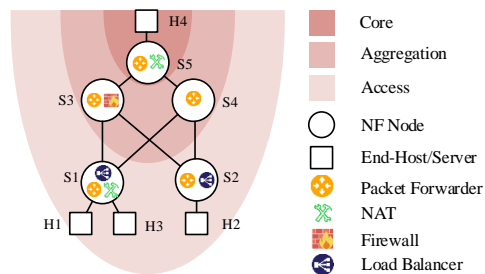 H4
Core
S5
Aggregation
S3
S4
Access
NF Node
End-Host/Server
S1
S2
Packet Forwarder
NAT
H1
H3
H2
Firewall
Load Balancer